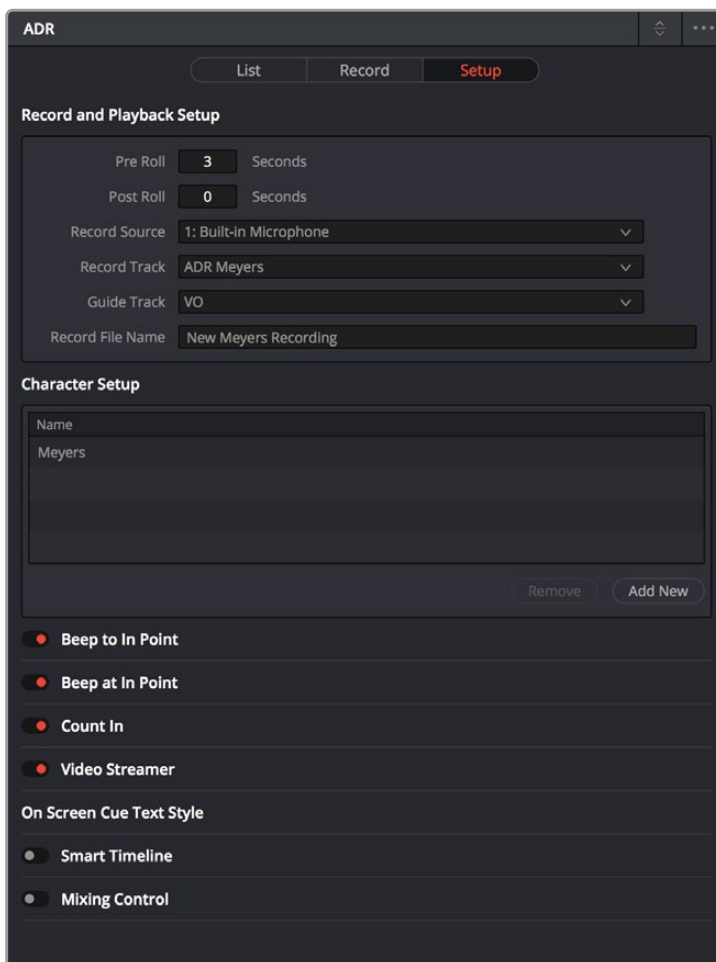 ADR
List Record Setup
Record and Playback Setup
Pre Roll 3 Seconds
Post Roll 0 Seconds
Record Source 1: Built-in Microphone
Record Track ADR Meyers
Guide Track VO
Record File Name New Meyers Recording
Character Setup
Name
Meyers
Remove Add New
Beep to In Point
Beep at In Point
Count In
Video Streamer
On Screen Cue Text Style
Smart Timeline
Mixing Control